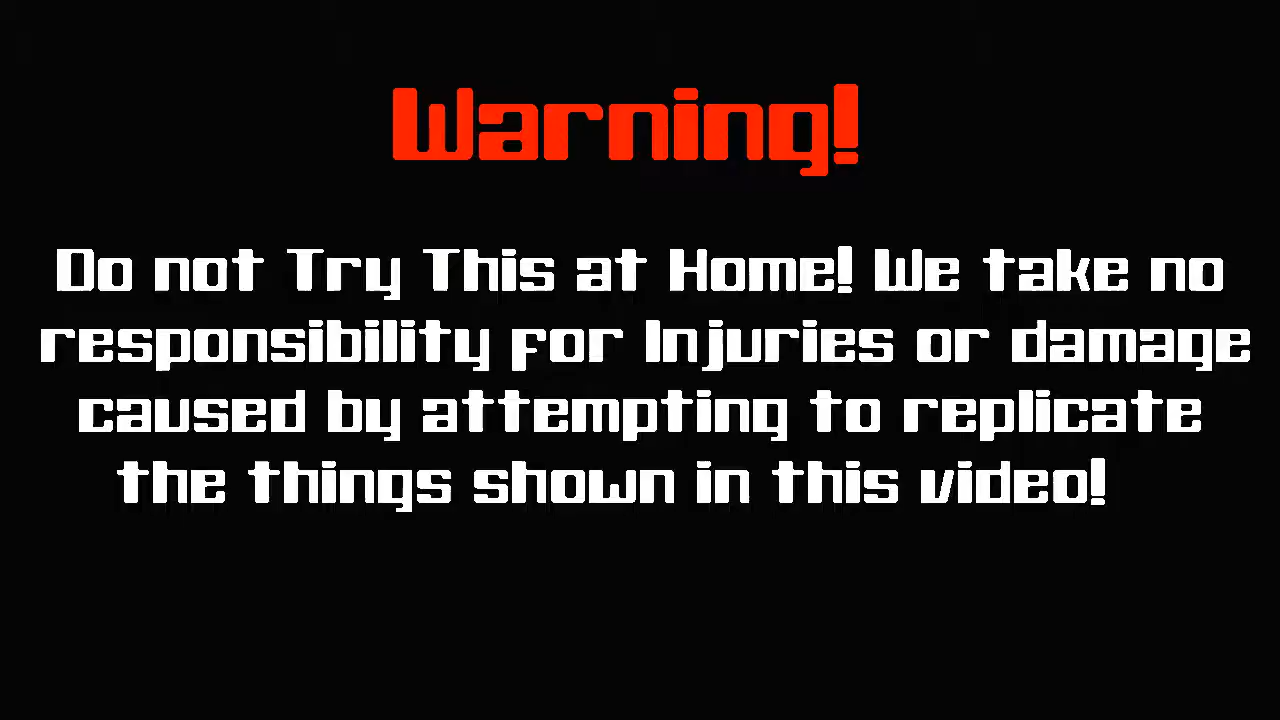 Warning!
Do not Try This at Home! We take no
responsibility for Injuries or damage
caused by attempting to replicate
the things shown in this video!